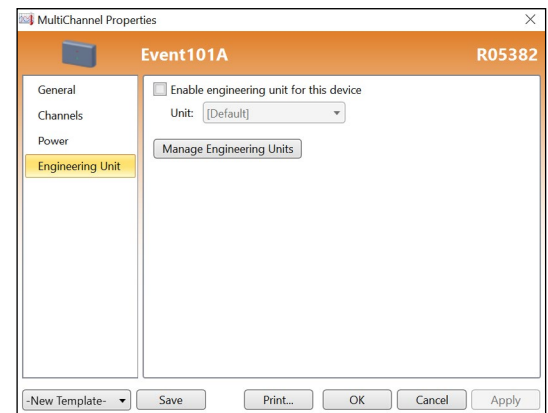 MultiChannel Properties
Event101A R05382
General
Channels
Power
Engineering Unit
Enable engineering unit for this device
Unit: [Default]
Manage Engineering Units
-New Template- Save Print... OK Cancel Apply